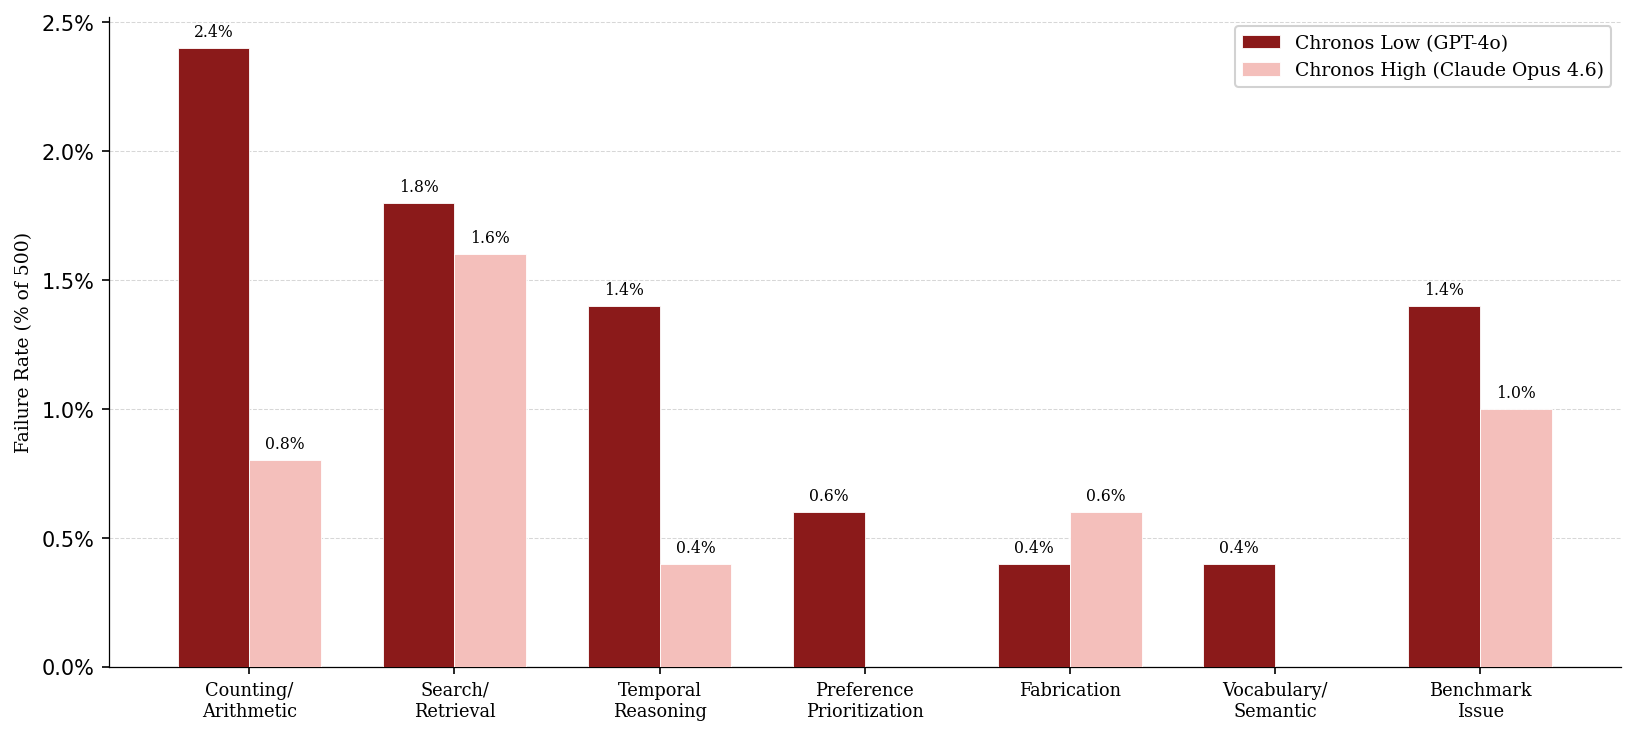 2.5%
2.0%
1.5%
1.0%
0.5%
0.0%
Failure Rate (% of 500)
Chronos Low (GPT-4o)
Chronos High (Claude Opus 4.6)
2.4%
0.8%
1.8%
1.6%
1.4%
0.4%
0.6%
0.4%
0.6%
0.4%
1.4%
1.0%
Counting/
Arithmetic
Search/
Retrieval
Temporal
Reasoning
Preference
Prioritization
Fabrication
Vocabulary/
Semantic
Benchmark
Issue